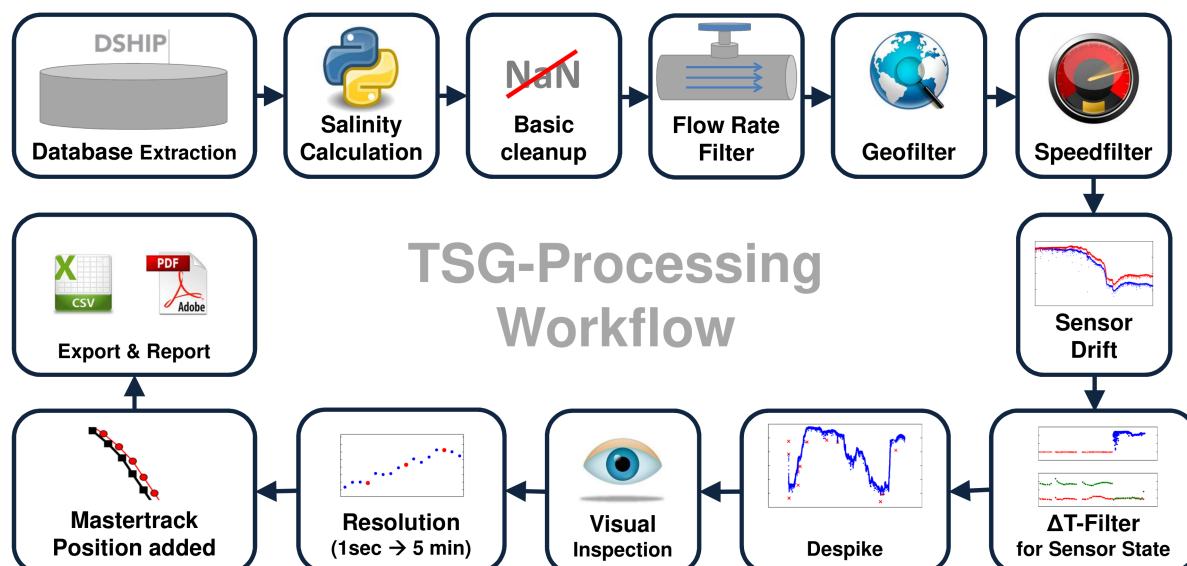 DSHIP
Database Extraction
Salinity
Calculation
NaN
Basic
cleanup
Flow Rate
Filter
Geofilter
Speedfilter
TSG-Processing
Workflow
Sensor
Drift
X
CSV
PDF
Adobe
Export & Report
Mastertrack
Position added
Resolution
(1sec → 5 min)
Visual
Inspection
Despike
ΔT-Filter
for Sensor State